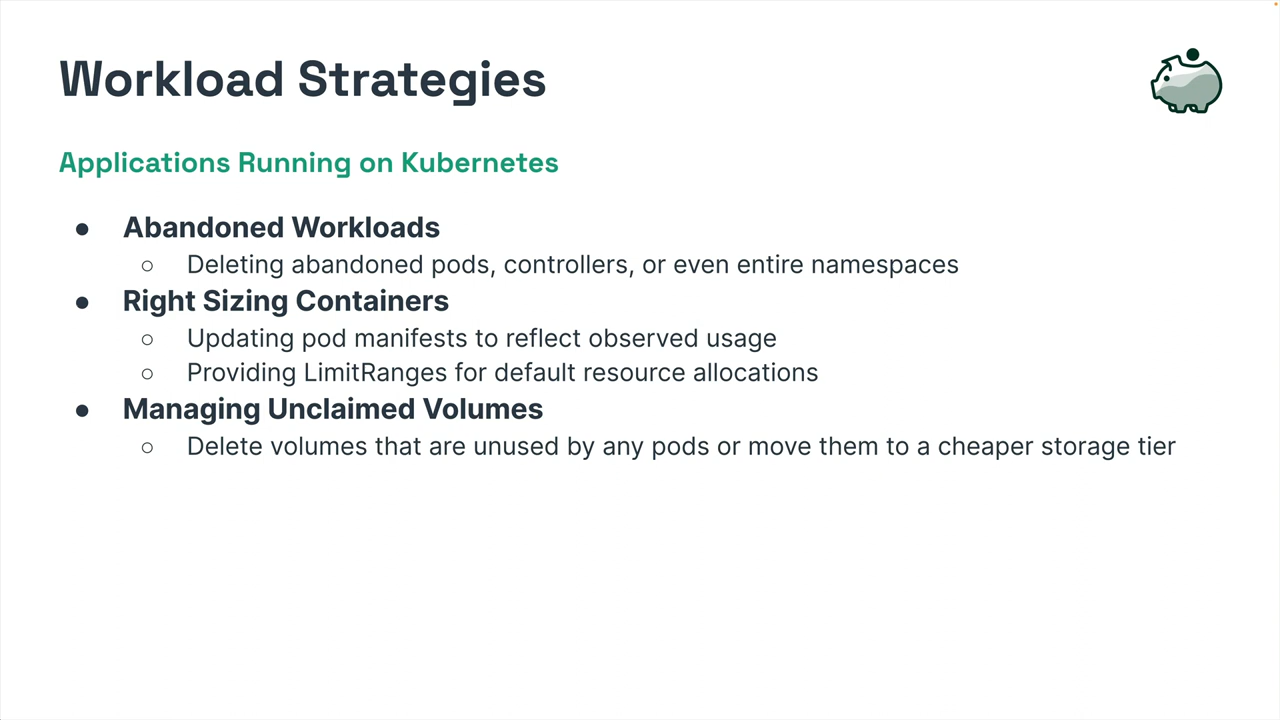 Workload Strategies
Applications Running on Kubernetes
● Abandoned Workloads
○ Deleting abandoned pods, controllers, or even entire namespaces
● Right Sizing Containers
○ Updating pod manifests to reflect observed usage
○ Providing LimitRanges for default resource allocations
● Managing Unclaimed Volumes
○ Delete volumes that are unused by any pods or move them to a cheaper storage tier